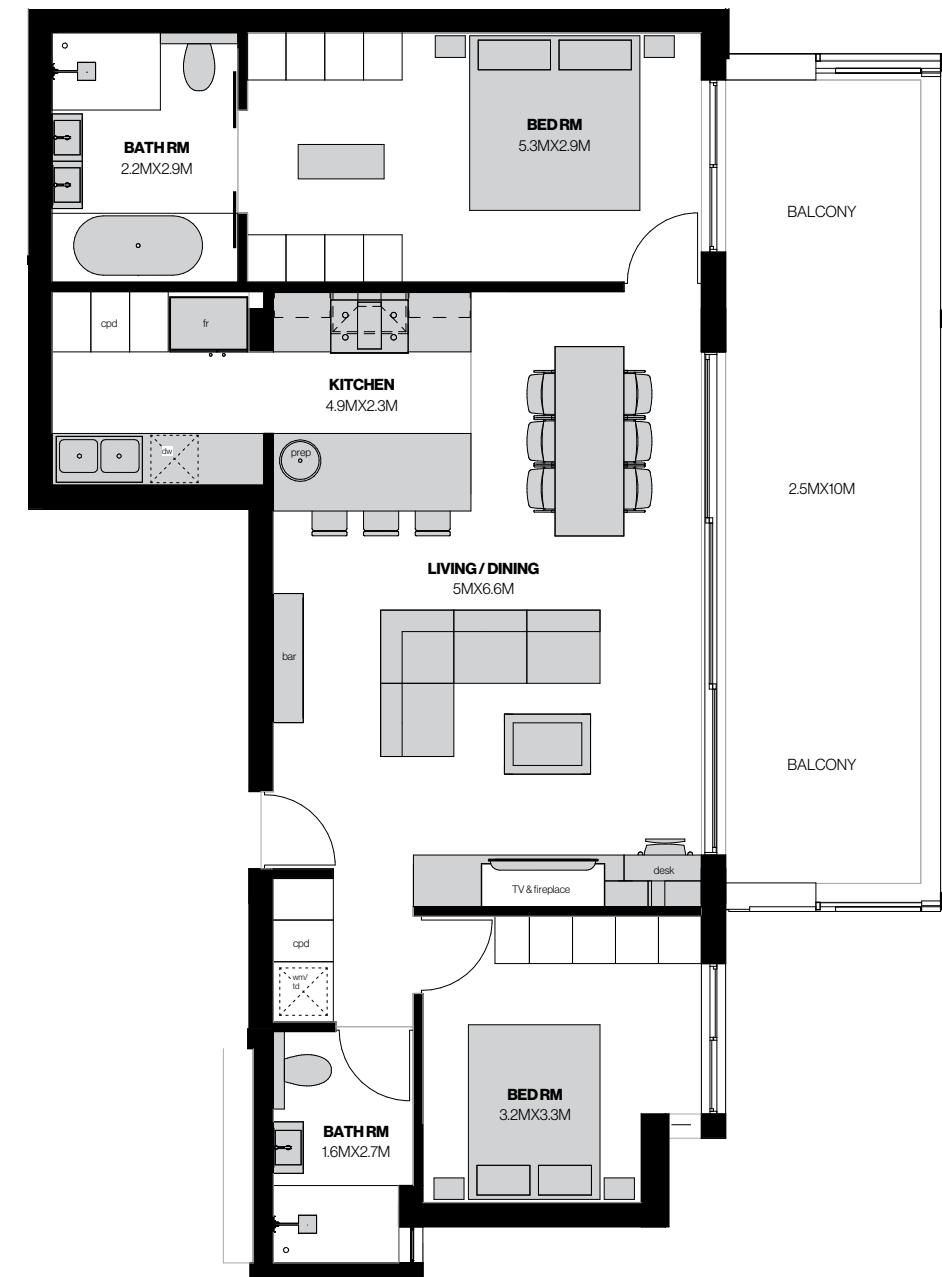 BED RM
5.3MX2.9M
BATH RM
2.2MX2.9M
BALCONY
cpd
fr
KITCHEN
4.9MX2.3M
dw
prep
2.5MX10M
LIVING / DINING
5MX6.6M
bar
BALCONY
desk
TV & fireplace
cpd
wm/
td
BED RM
3.2MX3.3M
BATH RM
1.6MX2.7M